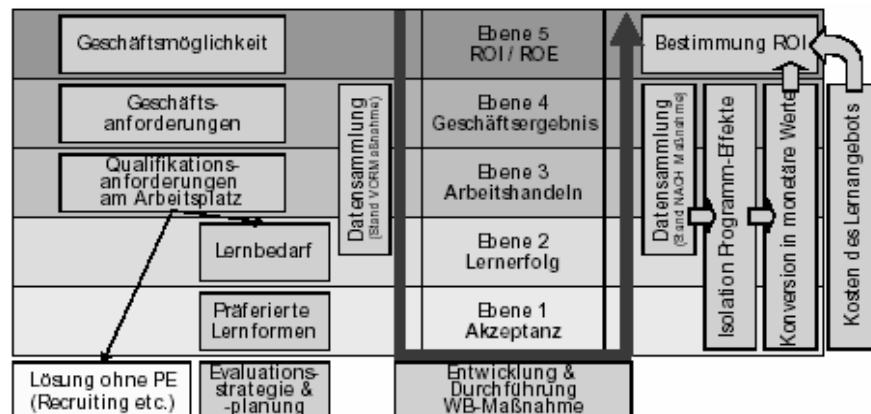 Geschäftsmöglichkeit
Geschäfts-
anforderungen
Qualifikations-
anforderungen
am Arbeitsplatz
Lernbedarf
Präferierte
Lernformen
Lösung ohne PE
(Recruiting etc.)
Evaluations-
strategie &
-planung
Datensammlung
(Stand VORMaßnahme)
Ebene 5
ROI / ROE
Ebene 4
Geschäftsergebnis
Ebene 3
Arbeitshandeln
Ebene 2
Lernerfolg
Ebene 1
Akzeptanz
Entwicklung &
Durchführung
WB-Maßnahme
Bestimmung ROI
Datensammlung
(Stand NACH Maßnahme)
Isolation Programm-Effekte
Konversion in monetäre Werte
Kosten des Lernangebots